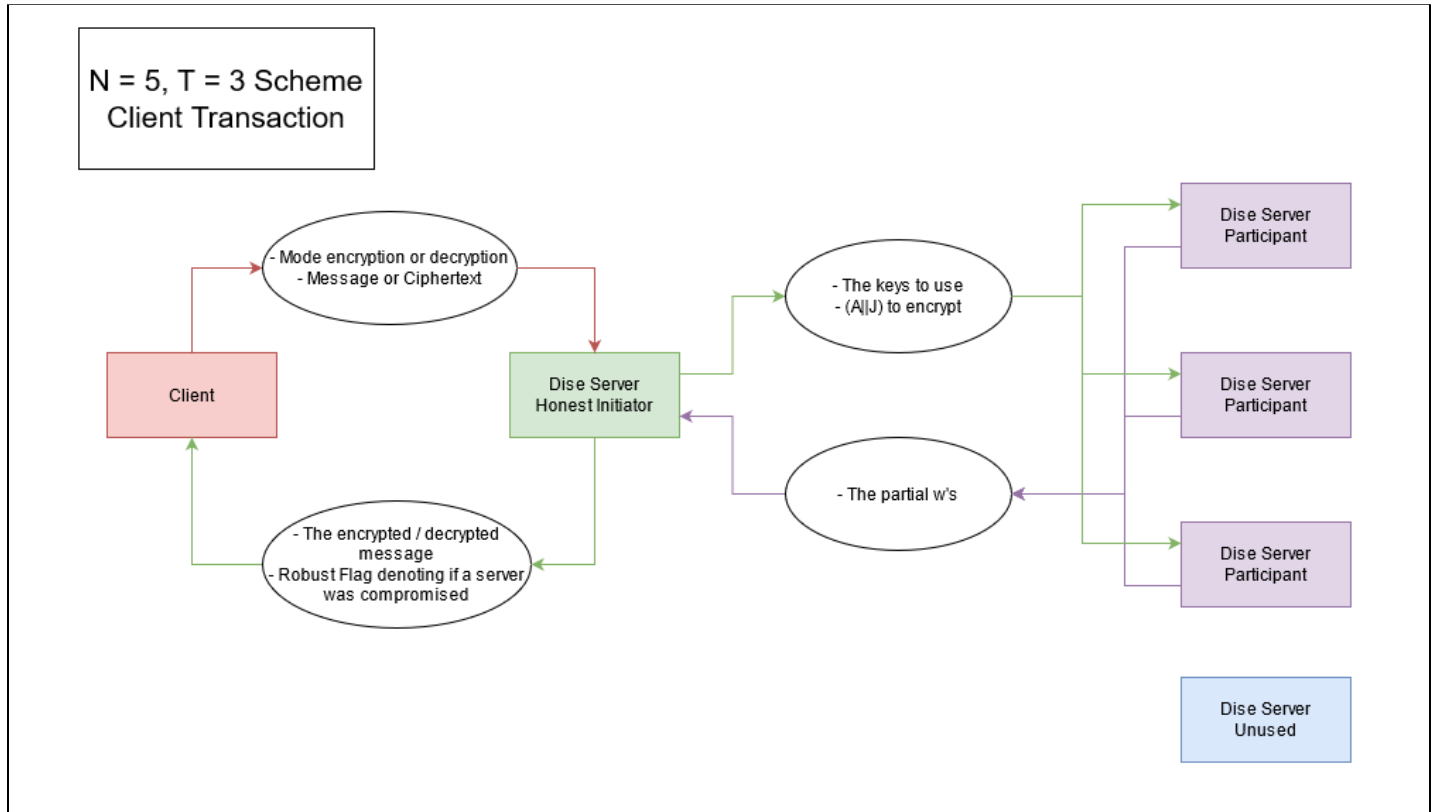 N = 5, T = 3 Scheme
Client Transaction
- Mode encryption or decryption
- Message or Ciphertext
Client
Dise Server
Honest Initiator
- The encrypted / decrypted
message
- Robust Flag denoting if a server
was compromised
- The keys to use
- (A||J) to encrypt
- The partial w's
Dise Server
Participant
Dise Server
Participant
Dise Server
Participant
Dise Server
Unused